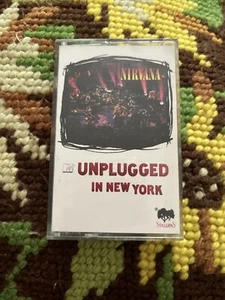 NIRVANA
MTV UNPLUGGED
IN NEW YORK